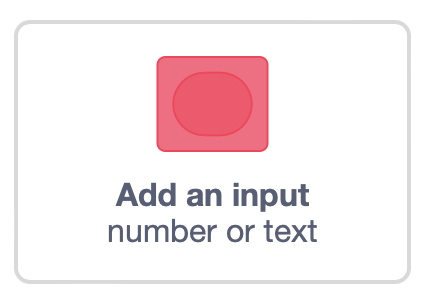 Add an input
number or text